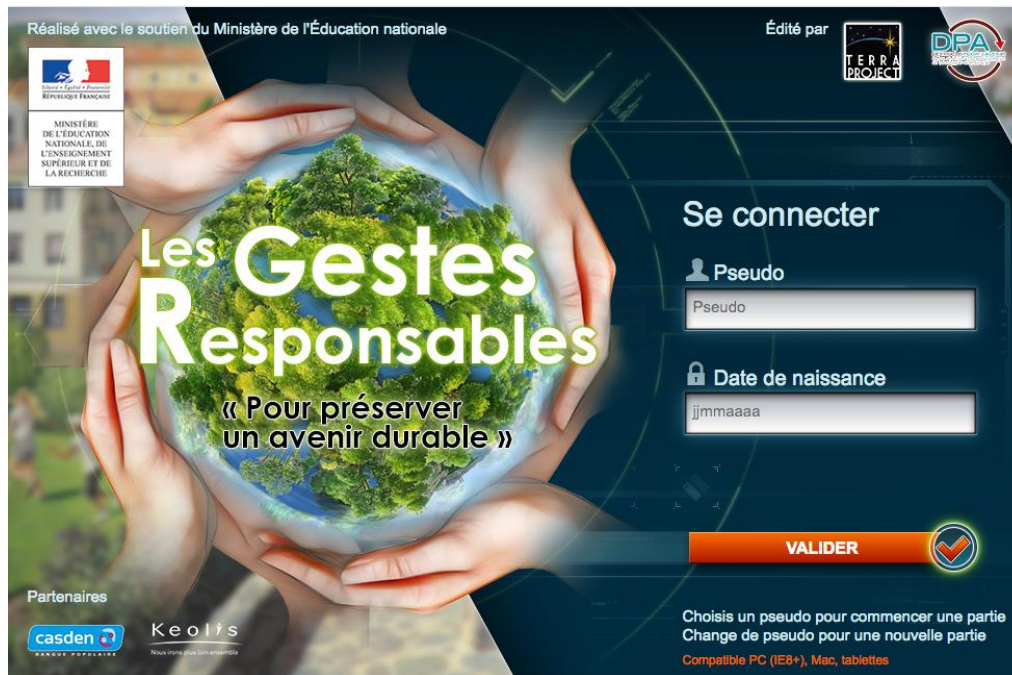 Réalisé avec le soutien du Ministère de l'Éducation nationale
Édité par
TERRA
PROJECT
DPA
Liberté • Égalité • Fraternité
RÉPUBLIQUE FRANÇAISE
MINISTÈRE
DE L'ÉDUCATION
NATIONALE, DE
L'ENSEIGNEMENT
SUPÉRIEUR ET DE
LA RECHERCHE
Les Gestes
Responsables
« Pour préserver
un avenir durable »
Se connecter
Pseudo
Pseudo
Date de naissance
jjmmaaaa
VALIDER
Partenaires
casden
BANQUE POPULAIRE
Keolis
Nous irons plus loin ensemble
Choisis un pseudo pour commencer une partie
Change de pseudo pour une nouvelle partie
Compatible PC (IE8+), Mac, tablettes